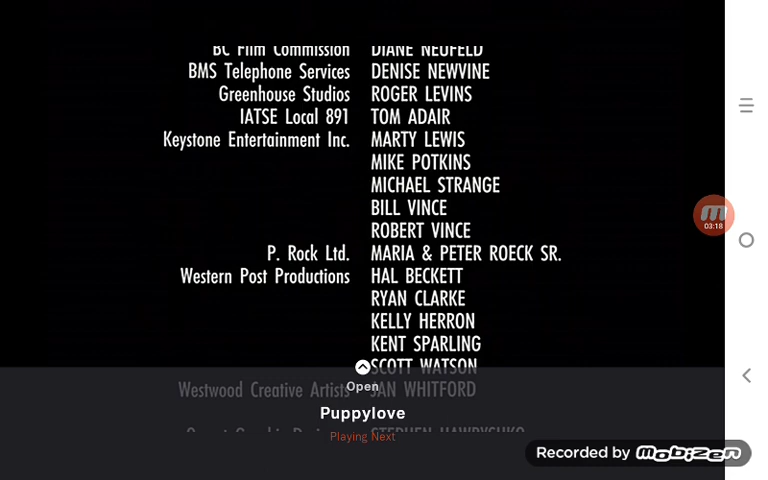 BC Film Commission DIANE NEUFELD
BMS Telephone Services DENISE NEWVINE
Greenhouse Studios ROGER LEVINS
IATSE Local 891 TOM ADAIR
Keystone Entertainment Inc. MARTY LEWIS
MIKE POTKINS
MICHAEL STRANGE
BILL VINCE
ROBERT VINCE
P. Rock Ltd. MARIA & PETER ROECK SR.
Western Post Productions HAL BECKETT
RYAN CLARKE
KELLY HERRON
KENT SPARLING
SCOTT WATSON
Open
Westwood Creative Artists JAN WHITFORD
Puppylove
STEPHEN HAWRYSHKO
Playing Next
Recorded by mobizen
03:18